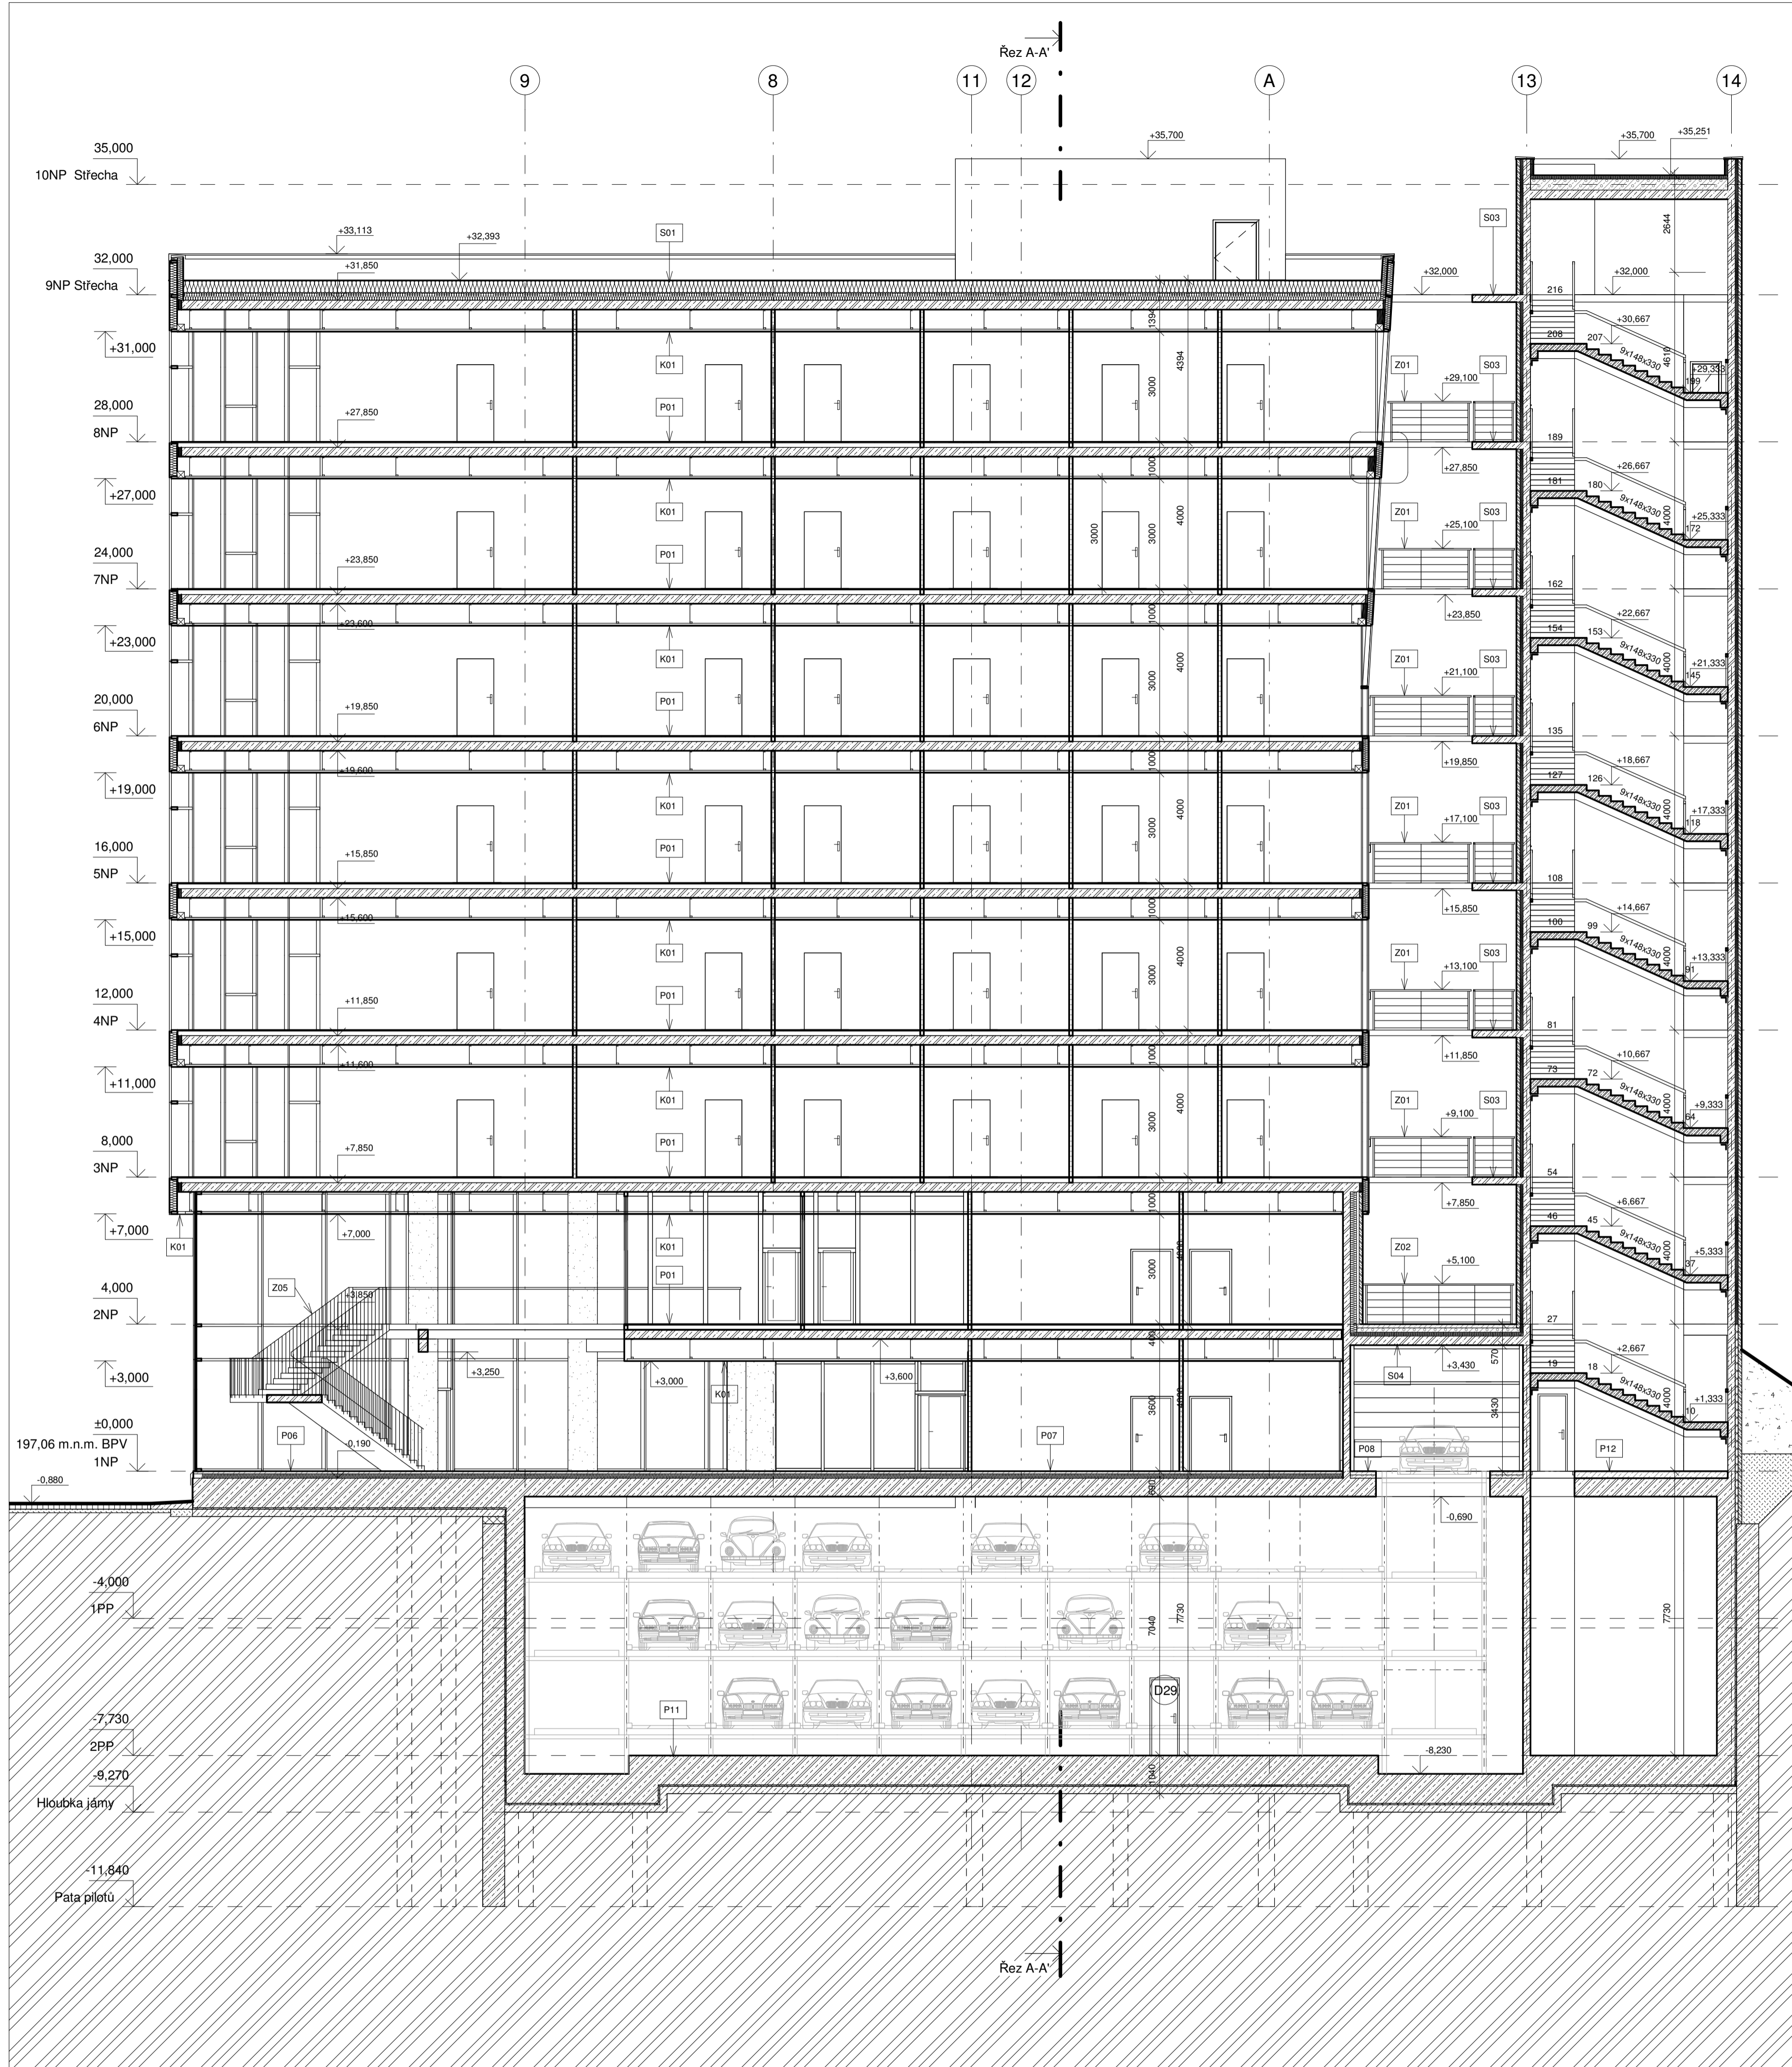 Řez A-A'
9
8
11
12
A
13
14
35,000
10NP Střecha
+35,700
+35,700
+35,251
+33,113
+32,393
S01
S03
2644
32,000
9NP Střecha
+31,850
+32,000
+32,000
216
1394
+31,000
+30,667
208
207
9x148x330
4610
K01
4394
3000
Z01
S03
+29,333
199
+29,100
28,000
8NP
+27,850
P01
189
+27,850
1000
+27,000
+26,667
181
180
9x148x330
4000
K01
3000
3000
4000
Z01
S03
+25,333
172
+25,100
24,000
7NP
+23,850
P01
162
+23,850
+23,600
1000
+23,000
+22,667
154
153
9x148x330
4000
K01
3000
4000
Z01
S03
+21,333
145
+21,100
20,000
6NP
+19,850
P01
135
+19,850
+19,600
1000
+19,000
+18,667
127
126
9x148x330
4000
K01
3000
4000
Z01
S03
+17,333
118
+17,100
16,000
5NP
+15,850
P01
108
+15,850
+15,600
1000
+15,000
+14,667
100
99
9x148x330
4000
K01
3000
4000
Z01
S03
+13,333
91
+13,100
12,000
4NP
+11,850
P01
81
+11,850
+11,600
1000
+11,000
+10,667
73
72
9x148x330
4000
K01
3000
4000
Z01
S03
+9,333
64
+9,100
8,000
3NP
+7,850
P01
54
+7,850
1000
+7,000
K01
+7,000
K01
+6,667
46
45
9x148x330
4000
3000
4000
Z02
+5,333
37
+5,100
P01
Z05
4,000
2NP
+3,850
27
400
570
+3,000
+3,250
+3,000
K01
+3,600
S04
+3,430
+2,667
19
18
9x148x330
4000
3600
4000
3430
+1,333
10
±0,000
197,06 m.n.m. BPV
1NP
P06
-0,190
P07
P08
P12
-0,880
690
-0,690
-4,000
1PP
7040
7730
7730
D29
P11
-7,730
2PP
-8,230
1040
-9,270
Hloubka jámy
-11,840
Pata pilotů
Řez A-A'